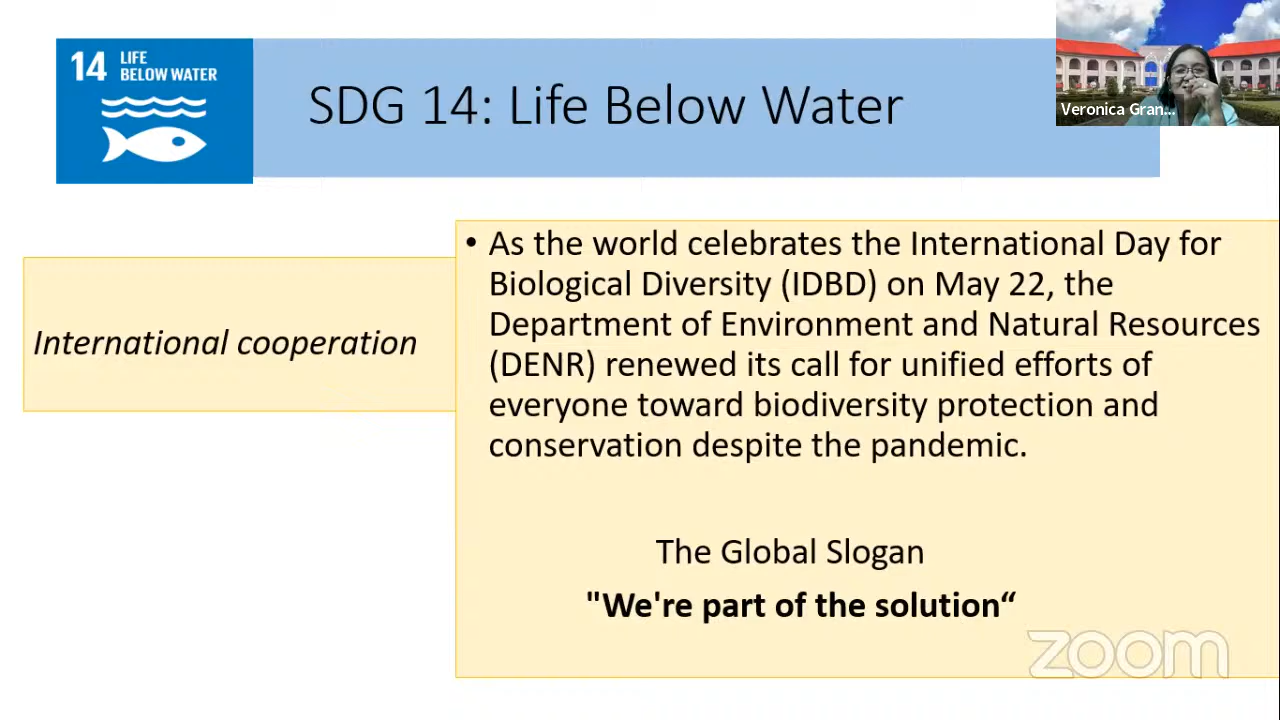 14 LIFE
BELOW WATER
SDG 14: Life Below Water
Veronica Gran...
International cooperation
• As the world celebrates the International Day for
Biological Diversity (IDBD) on May 22, the
Department of Environment and Natural Resources
(DENR) renewed its call for unified efforts of
everyone toward biodiversity protection and
conservation despite the pandemic.
The Global Slogan
"We're part of the solution“
zoom